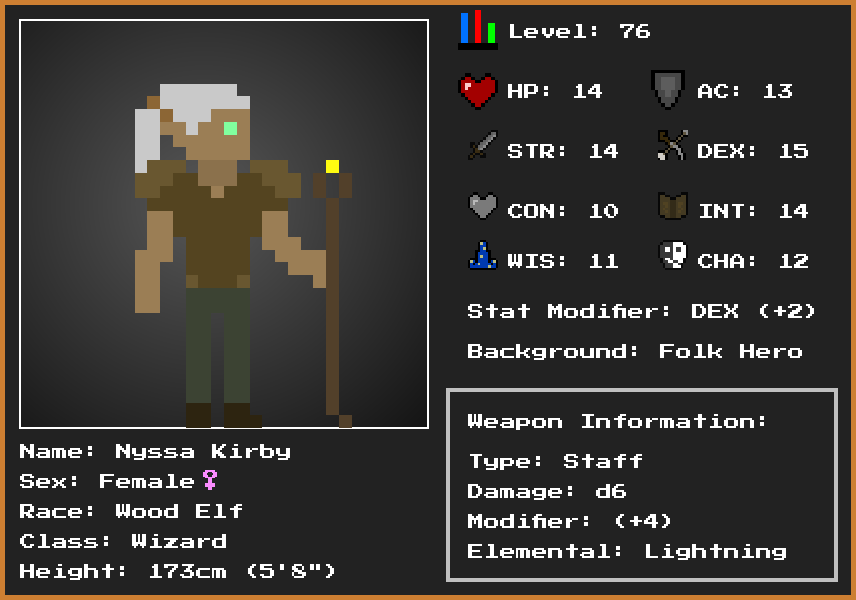 Level: 76
HP: 14
AC: 13
STR: 14
DEX: 15
CON: 10
INT: 14
WIS: 11
CHA: 12
Stat Modifier: DEX (+2)
Background: Folk Hero
Weapon Information:
Type: Staff
Damage: d6
Modifier: (+4)
Elemental: Lightning
Name: Nyssa Kirby
Sex: Female♀
Race: Wood Elf
Class: Wizard
Height: 173cm (5'8")